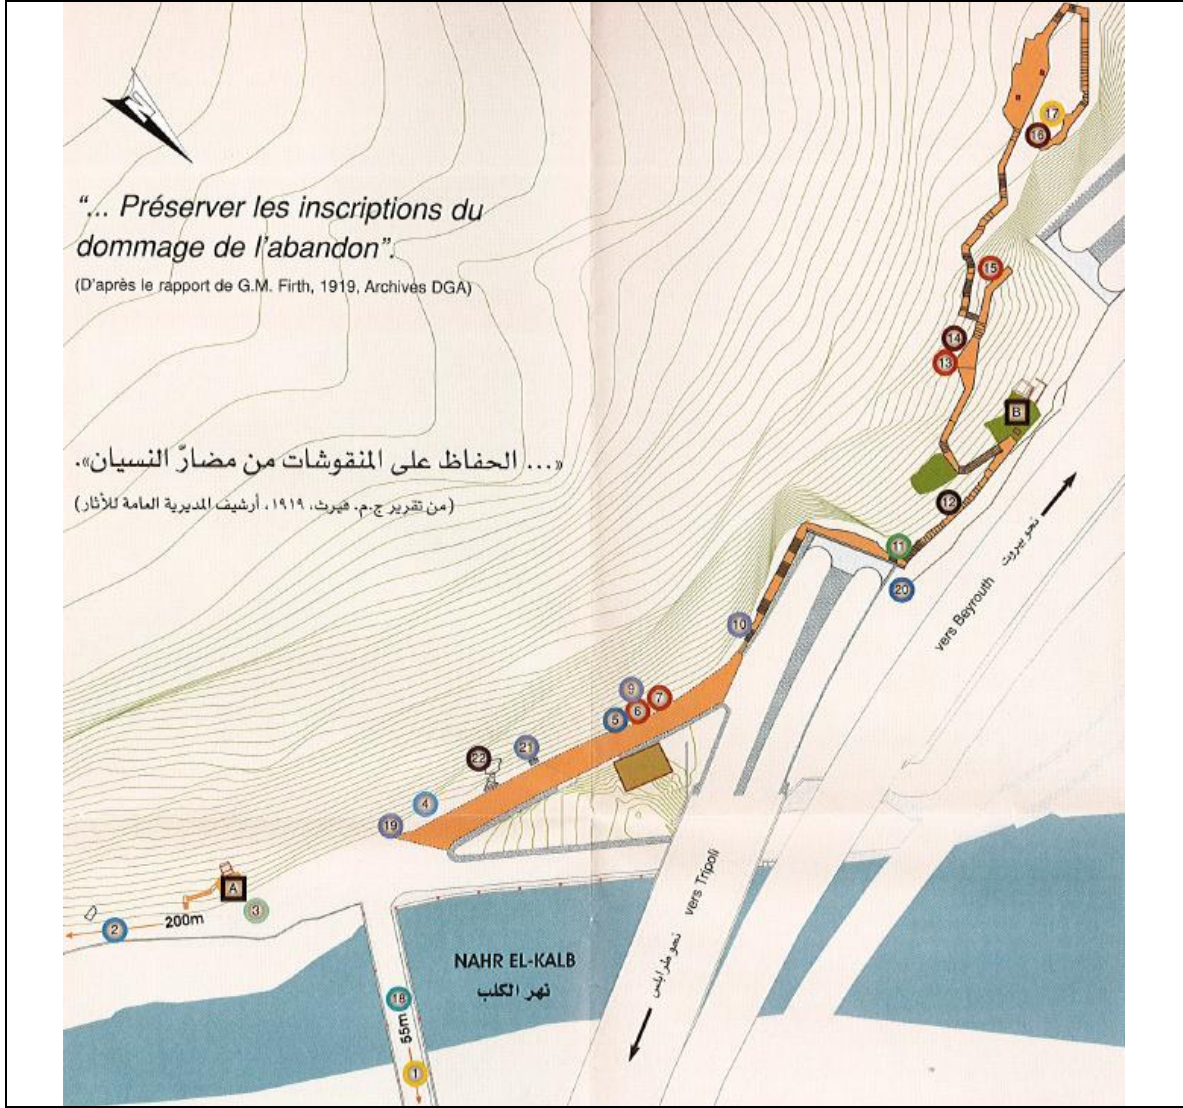 N
"... Préserver les inscriptions du
dommage de l'abandon".
(D'après le rapport de G.M. Firth, 1919, Archives DGA)
«... الحفاظ على المنقوشات من مضارّ النسيان».
(من تقرير ج.م. فيرث، ١٩١٩، أرشيف المديرية العامة للآثار)
17
16
15
14
13
B
12
11
20
10
9
7
6
5
21
22
4
19
A
3
2
200m
vers Beyrouth نحو بيروت
vers Tripoli
نحو طرابلس
NAHR EL-KALB
نهر الكلب
18
55m
1